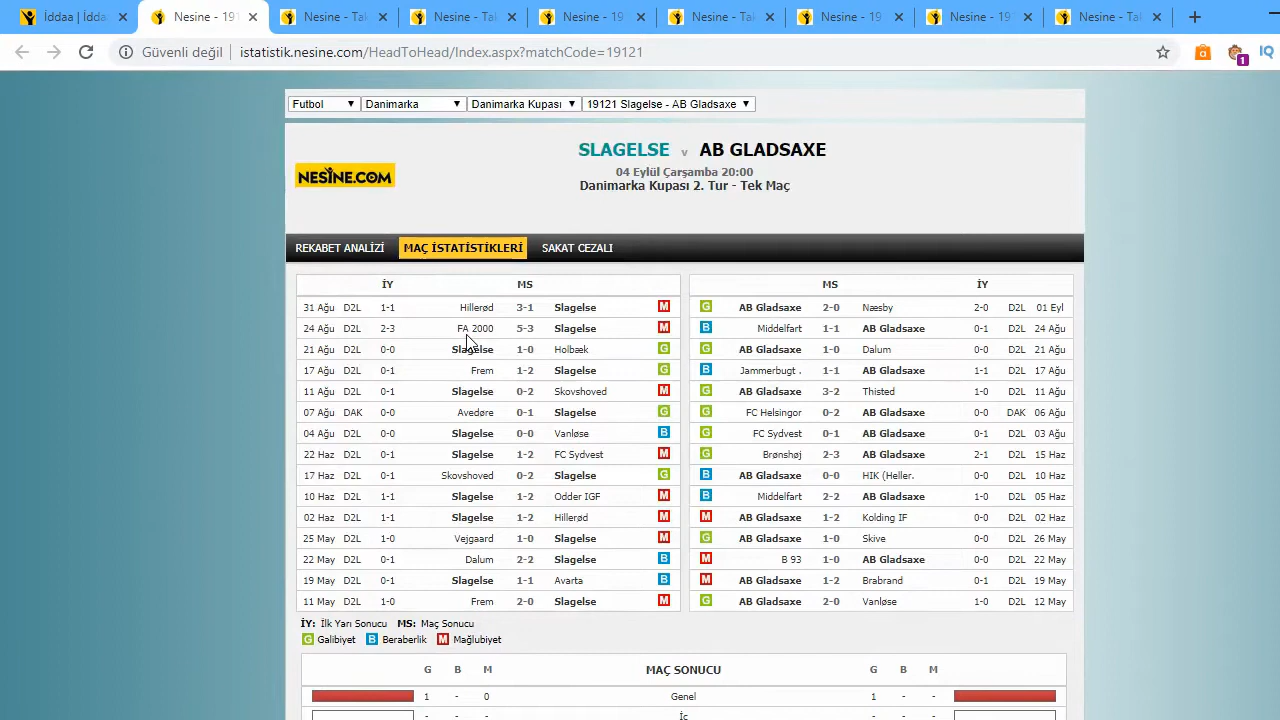 İddaa | İddaa
Nesine - 191
Nesine - Tak
Nesine - Tak
Nesine - 191
Nesine - Tak
Nesine - 191
Nesine - 191
Nesine - Tak
Güvenli değil
istatistik.nesine.com/HeadToHead/Index.aspx?matchCode=19121
a
1
IQ
Futbol
Danimarka
Danimarka Kupası
19121 Slagelse - AB Gladsaxe
NESİNE.COM
SLAGELSE v AB GLADSAXE
04 Eylül Çarşamba 20:00
Danimarka Kupası 2. Tur - Tek Maç
REKABET ANALİZİ
MAÇ İSTATİSTİKLERİ
SAKAT CEZALI
İY MS
31 Ağu D2L 1-1 Hillerød 3-1 Slagelse M
24 Ağu D2L 2-3 FA 2000 5-3 Slagelse M
21 Ağu D2L 0-0 Slagelse 1-0 Holbæk G
17 Ağu D2L 0-1 Frem 1-2 Slagelse G
11 Ağu D2L 0-1 Slagelse 0-2 Skovshoved M
07 Ağu DAK 0-0 Avedøre 0-1 Slagelse G
04 Ağu D2L 0-0 Slagelse 0-0 Vanløse B
22 Haz D2L 0-1 Slagelse 1-2 FC Sydvest M
17 Haz D2L 0-1 Skovshoved 0-2 Slagelse G
10 Haz D2L 1-1 Slagelse 1-2 Odder IGF M
02 Haz D2L 1-1 Slagelse 1-2 Hillerød M
25 May D2L 1-0 Vejgaard 1-0 Slagelse M
22 May D2L 0-1 Dalum 2-2 Slagelse B
19 May D2L 0-1 Slagelse 1-1 Avarta B
11 May D2L 1-0 Frem 2-0 Slagelse M
MS İY
G AB Gladsaxe 2-0 Næsby 2-0 D2L 01 Eyl
B Middelfart 1-1 AB Gladsaxe 0-1 D2L 24 Ağu
G AB Gladsaxe 1-0 Dalum 0-0 D2L 21 Ağu
B Jammerbugt . 1-1 AB Gladsaxe 1-1 D2L 17 Ağu
G AB Gladsaxe 3-2 Thisted 1-0 D2L 11 Ağu
G FC Helsingor 0-2 AB Gladsaxe 0-0 DAK 06 Ağu
G FC Sydvest 0-1 AB Gladsaxe 0-1 D2L 03 Ağu
G Brønshøj 2-3 AB Gladsaxe 2-1 D2L 15 Haz
B AB Gladsaxe 0-0 HIK (Heller. 0-0 D2L 10 Haz
B Middelfart 2-2 AB Gladsaxe 1-0 D2L 05 Haz
M AB Gladsaxe 1-2 Kolding IF 0-0 D2L 02 Haz
G AB Gladsaxe 1-0 Skive 0-0 D2L 26 May
M B 93 1-0 AB Gladsaxe 0-0 D2L 22 May
M AB Gladsaxe 1-2 Brabrand 0-1 D2L 19 May
G AB Gladsaxe 2-0 Vanløse 1-0 D2L 12 May
İY: İlk Yarı Sonucu MS: Maç Sonucu
G Galibiyet B Beraberlik M Mağlubiyet
G B M MAÇ SONUCU G B M
1 - 0 Genel 1 - -
- - - İç - - -